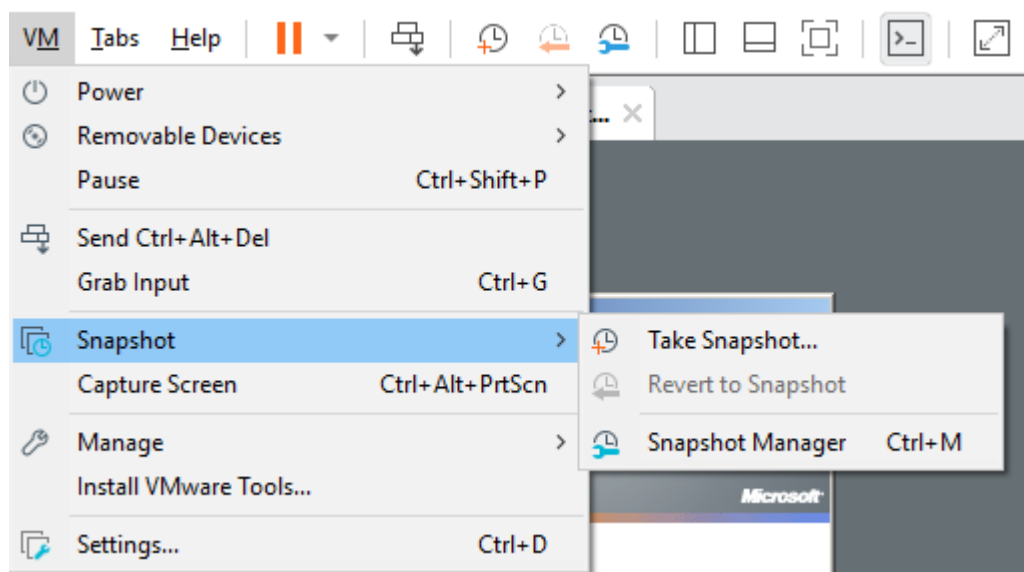 VM Tabs Help
Power
... 
Removable Devices
Pause Ctrl+Shift+P
Send Ctrl+Alt+Del
Grab Input Ctrl+G
Snapshot
Take Snapshot...
Capture Screen Ctrl+Alt+PrtScn
Revert to Snapshot
Manage
Snapshot Manager Ctrl+M
Install VMware Tools...
Microsoft
Settings... Ctrl+D